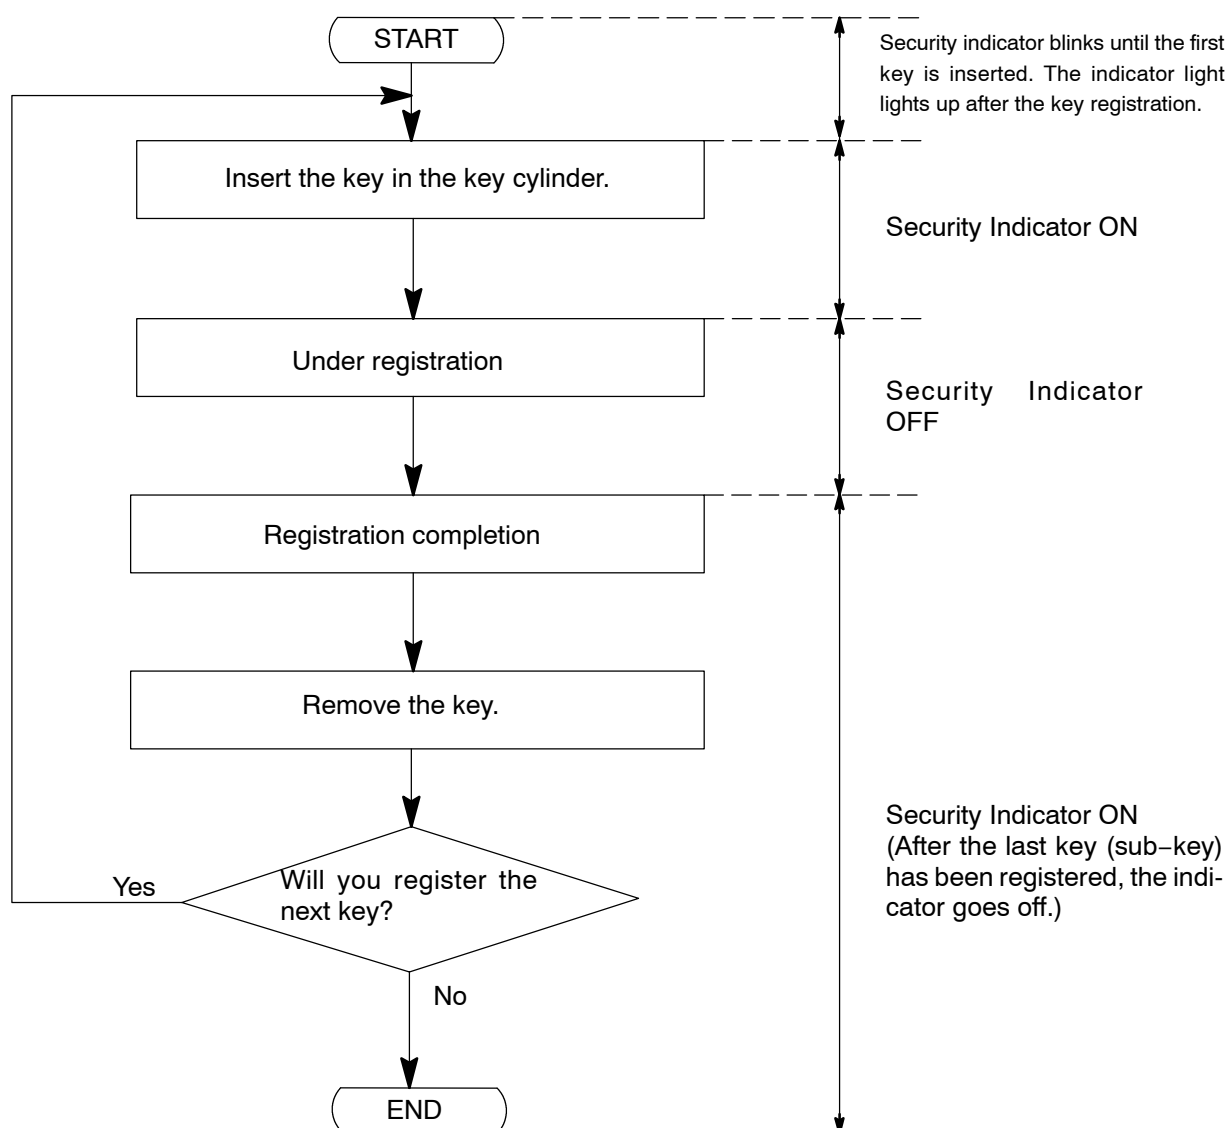 START
Security indicator blinks until the first
key is inserted. The indicator light
lights up after the key registration.
Insert the key in the key cylinder.
Security Indicator ON
Under registration
Security Indicator
OFF
Registration completion
Remove the key.
Security Indicator ON
(After the last key (sub–key)
has been registered, the indi-
cator goes off.)
Yes
Will you register the
next key?
No
END